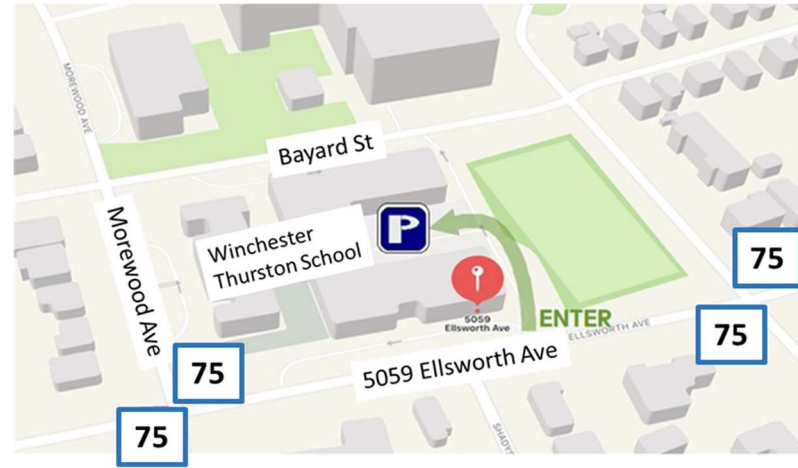 MOREWOOD AVE
Bayard St
Morewood Ave
Winchester
Thurston School
P
75
5059
Ellsworth Ave
ENTER
ELLSWORTH AVE
75
5059 Ellsworth Ave
75
75